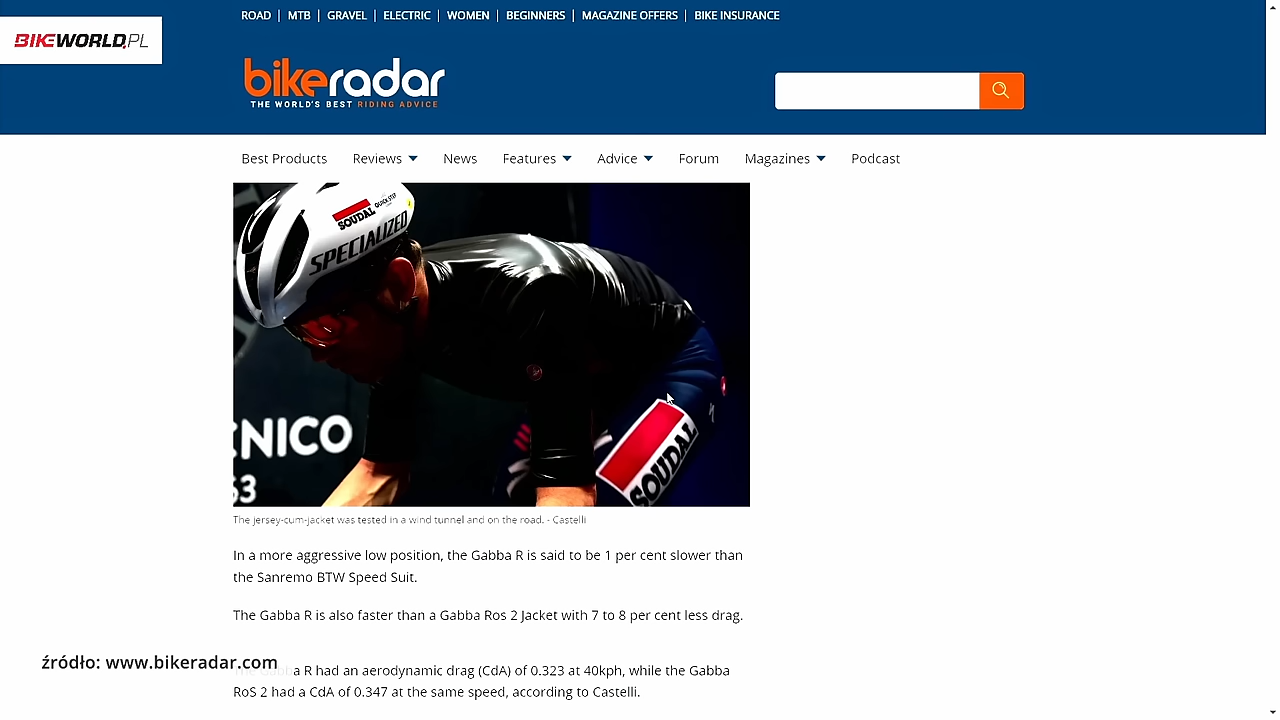 ROAD | MTB | GRAVEL | ELECTRIC | WOMEN | BEGINNERS | MAGAZINE OFFERS | BIKE INSURANCE
BIKEWORLD.PL
bikeradar
THE WORLD'S BEST RIDING ADVICE
Best Products Reviews News Features Advice Forum Magazines Podcast
SOUDAL QUICK-STEP
SPECIALIZED
CNICO
63
SOUDAL
The jersey-cum-jacket was tested in a wind tunnel and on the road. - Castelli
In a more aggressive low position, the Gabba R is said to be 1 per cent slower than
the Sanremo BTW Speed Suit.
The Gabba R is also faster than a Gabba Ros 2 Jacket with 7 to 8 per cent less drag.
źródło: www.bikeradar.com
The Gabba R had an aerodynamic drag (CdA) of 0.323 at 40kph, while the Gabba
RoS 2 had a CdA of 0.347 at the same speed, according to Castelli.